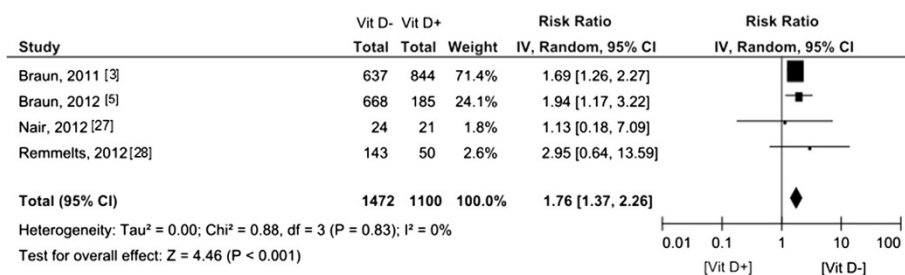 Vit D- Vit D+ Risk Ratio Risk Ratio
Study Total Total Weight IV, Random, 95% CI IV, Random, 95% CI
Braun, 2011 [3] 637 844 71.4% 1.69 [1.26, 2.27]
Braun, 2012 [5] 668 185 24.1% 1.94 [1.17, 3.22]
Nair, 2012 [27] 24 21 1.8% 1.13 [0.18, 7.09]
Remmelts, 2012 [28] 143 50 2.6% 2.95 [0.64, 13.59]
Total (95% CI) 1472 1100 100.0% 1.76 [1.37, 2.26]
Heterogeneity: Tau² = 0.00; Chi² = 0.88, df = 3 (P = 0.83); I² = 0%
Test for overall effect: Z = 4.46 (P < 0.001)
0.01 0.1 1 10 100
[Vit D+] [Vit D-]